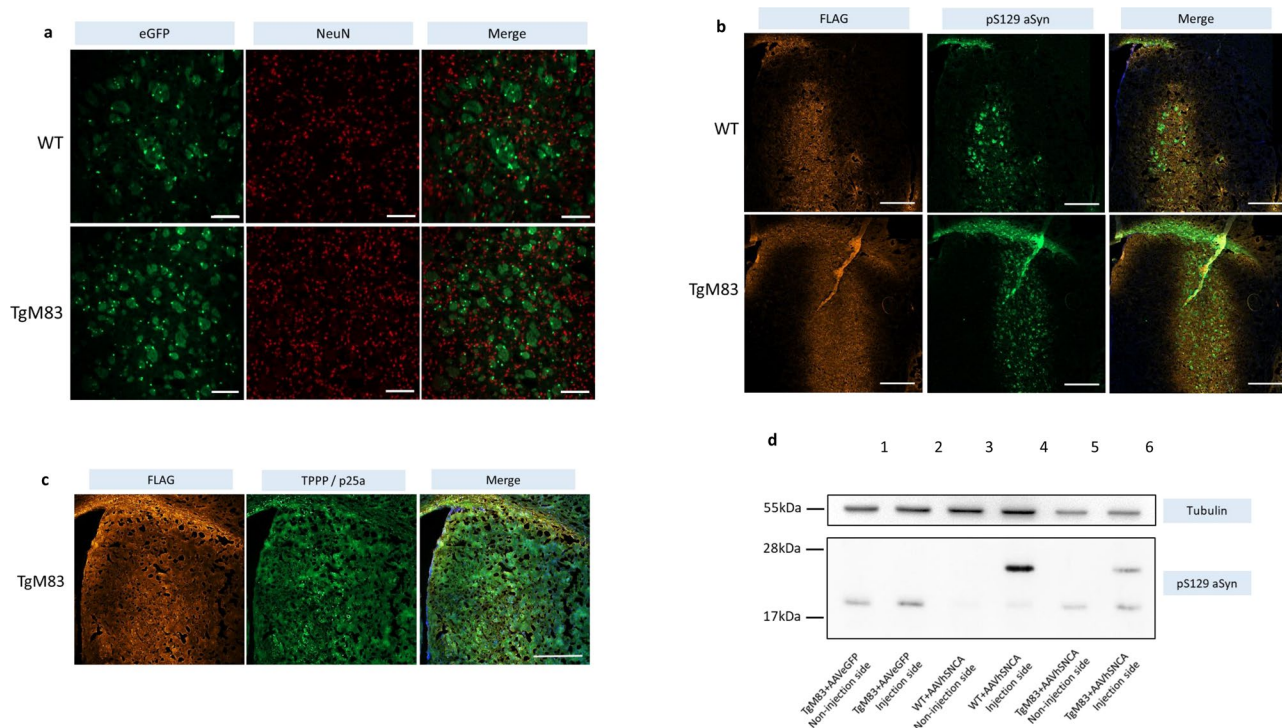 a
eGFP NeuN Merge
WT
TgM83
b
FLAG pS129 aSyn Merge
WT
TgM83
c
FLAG TPPP / p25a Merge
TgM83
d
1 2 3 4 5 6
55kDa
Tubulin
28kDa
pS129 aSyn
17kDa
TgM83+AAVeGFP
Non-injection side
TgM83+AAVeGFP
Injection side
WT+AAVhSNCA
Non-injection side
WT+AAVhSNCA
Injection side
TgM83+AAVhSNCA
Non-injection side
TgM83+AAVhSNCA
Injection side